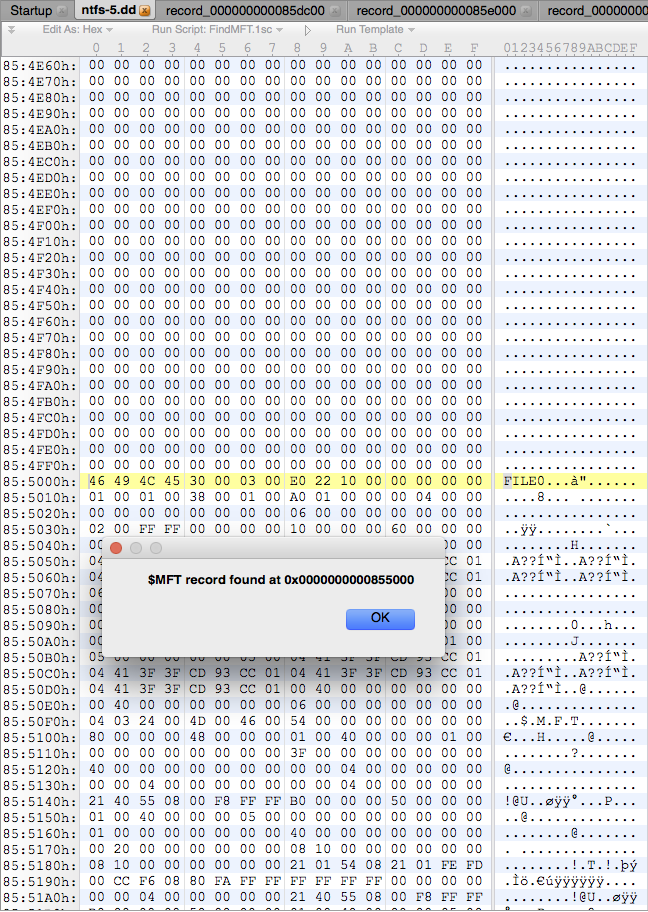 Startup ntfs-5.dd record_000000000085dc00 record_000000000085e000 record_0000000
Edit As: Hex Run Script: FindMFT.1sc Run Template
0 1 2 3 4 5 6 7 8 9 A B C D E F 0123456789ABCDEF
85:4E60h: 00 00 00 00 00 00 00 00 00 00 00 00 00 00 00 00 ................
85:4E70h: 00 00 00 00 00 00 00 00 00 00 00 00 00 00 00 00 ................
85:4E80h: 00 00 00 00 00 00 00 00 00 00 00 00 00 00 00 00 ................
85:4E90h: 00 00 00 00 00 00 00 00 00 00 00 00 00 00 00 00 ................
85:4EA0h: 00 00 00 00 00 00 00 00 00 00 00 00 00 00 00 00 ................
85:4EB0h: 00 00 00 00 00 00 00 00 00 00 00 00 00 00 00 00 ................
85:4EC0h: 00 00 00 00 00 00 00 00 00 00 00 00 00 00 00 00 ................
85:4ED0h: 00 00 00 00 00 00 00 00 00 00 00 00 00 00 00 00 ................
85:4EE0h: 00 00 00 00 00 00 00 00 00 00 00 00 00 00 00 00 ................
85:4EF0h: 00 00 00 00 00 00 00 00 00 00 00 00 00 00 00 00 ................
85:4F00h: 00 00 00 00 00 00 00 00 00 00 00 00 00 00 00 00 ................
85:4F10h: 00 00 00 00 00 00 00 00 00 00 00 00 00 00 00 00 ................
85:4F20h: 00 00 00 00 00 00 00 00 00 00 00 00 00 00 00 00 ................
85:4F30h: 00 00 00 00 00 00 00 00 00 00 00 00 00 00 00 00 ................
85:4F40h: 00 00 00 00 00 00 00 00 00 00 00 00 00 00 00 00 ................
85:4F50h: 00 00 00 00 00 00 00 00 00 00 00 00 00 00 00 00 ................
85:4F60h: 00 00 00 00 00 00 00 00 00 00 00 00 00 00 00 00 ................
85:4F70h: 00 00 00 00 00 00 00 00 00 00 00 00 00 00 00 00 ................
85:4F80h: 00 00 00 00 00 00 00 00 00 00 00 00 00 00 00 00 ................
85:4F90h: 00 00 00 00 00 00 00 00 00 00 00 00 00 00 00 00 ................
85:4FA0h: 00 00 00 00 00 00 00 00 00 00 00 00 00 00 00 00 ................
85:4FB0h: 00 00 00 00 00 00 00 00 00 00 00 00 00 00 00 00 ................
85:4FC0h: 00 00 00 00 00 00 00 00 00 00 00 00 00 00 00 00 ................
85:4FD0h: 00 00 00 00 00 00 00 00 00 00 00 00 00 00 00 00 ................
85:4FE0h: 00 00 00 00 00 00 00 00 00 00 00 00 00 00 00 00 ................
85:4FF0h: 00 00 00 00 00 00 00 00 00 00 00 00 00 00 00 00 ................
85:5000h: 46 49 4C 45 30 00 03 00 E0 22 10 00 00 00 00 00 FILE0...à"......
85:5010h: 01 00 01 00 38 00 01 00 A0 01 00 00 00 04 00 00 ....8... .......
85:5020h: 00 00 00 00 00 00 00 00 06 00 00 00 00 00 00 00 ................
85:5030h: 02 00 FF FF 00 00 00 00 10 00 00 00 60 00 00 00 ..ÿÿ........`...
85:5040h: 00 00 00 ........H.......
85:5050h: 04 CC 01 .A??Í“Ì..A??Í“Ì.
85:5060h: 04 CC 01 .A??Í“Ì..A??Í“Ì.
85:5070h: 06 00 00 ................
85:5080h: 00 00 00 ................
85:5090h: 00 00 00 ........0...h...
85:50A0h: 00 01 00 ........J.......
85:50B0h: 05 00 00 00 00 00 05 00 04 41 3F 3F CD 93 CC 01 .........A??Í“Ì.
85:50C0h: 04 41 3F 3F CD 93 CC 01 04 41 3F 3F CD 93 CC 01 .A??Í“Ì..A??Í“Ì.
85:50D0h: 04 41 3F 3F CD 93 CC 01 00 40 00 00 00 00 00 00 .A??Í“Ì..@......
85:50E0h: 00 40 00 00 00 00 00 00 06 00 00 00 00 00 00 00 .@..............
85:50F0h: 04 03 24 00 4D 00 46 00 54 00 00 00 00 00 00 00 ..$.M.F.T.......
85:5100h: 80 00 00 00 48 00 00 00 01 00 40 00 00 00 01 00 €...H.....@.....
85:5110h: 00 00 00 00 00 00 00 00 3F 00 00 00 00 00 00 00 ........?.......
85:5120h: 40 00 00 00 00 00 00 00 00 00 04 00 00 00 00 00 @...............
85:5130h: 00 00 04 00 00 00 00 00 00 00 04 00 00 00 00 00 ................
85:5140h: 21 40 55 08 00 F8 FF FF B0 00 00 00 50 00 00 00 !@U..øÿÿ°...P...
85:5150h: 01 00 40 00 00 00 05 00 00 00 00 00 00 00 00 00 ..@.............
85:5160h: 01 00 00 00 00 00 00 00 40 00 00 00 00 00 00 00 ........@.......
85:5170h: 00 20 00 00 00 00 00 00 08 10 00 00 00 00 00 00 . ..............
85:5180h: 08 10 00 00 00 00 00 00 21 01 54 08 21 01 FE FD ........!.T.!.þý
85:5190h: 00 CC F6 08 80 FA FF FF FF FF FF FF 00 00 00 00 .Ìö.€úÿÿÿÿÿÿ....
85:51A0h: 00 00 04 00 00 00 00 00 21 40 55 08 00 F8 FF FF ........!@U..øÿÿ
$MFT record found at 0x0000000000855000
OK